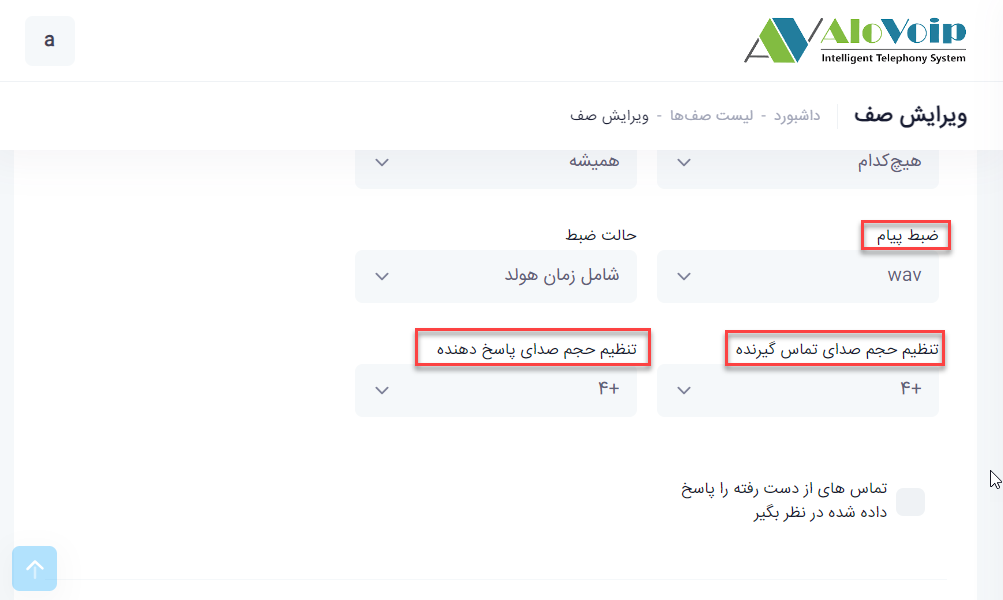 a
AloVoip
Intelligent Telephony System
ویرایش صف
داشبورد - لیست صف‌ها - ویرایش صف
هیچ‌کدام
همیشه
ضبط پیام
حالت ضبط
wav
شامل زمان هولد
تنظیم حجم صدای تماس گیرنده
تنظیم حجم صدای پاسخ دهنده
+۴
+۴
تماس های از دست رفته را پاسخ
داده شده در نظر بگیر